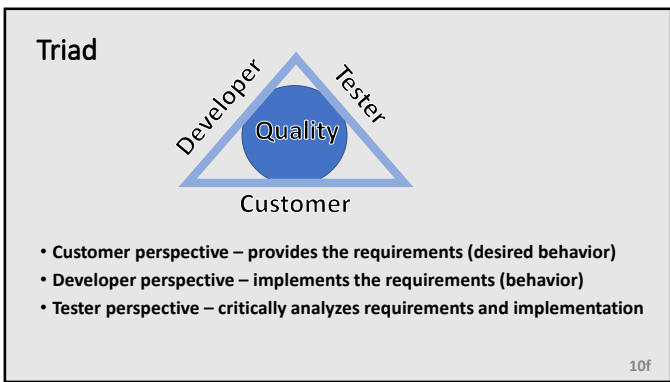 Triad
Developer
Tester
Quality
Customer
• Customer perspective – provides the requirements (desired behavior)
• Developer perspective – implements the requirements (behavior)
• Tester perspective – critically analyzes requirements and implementation
10f